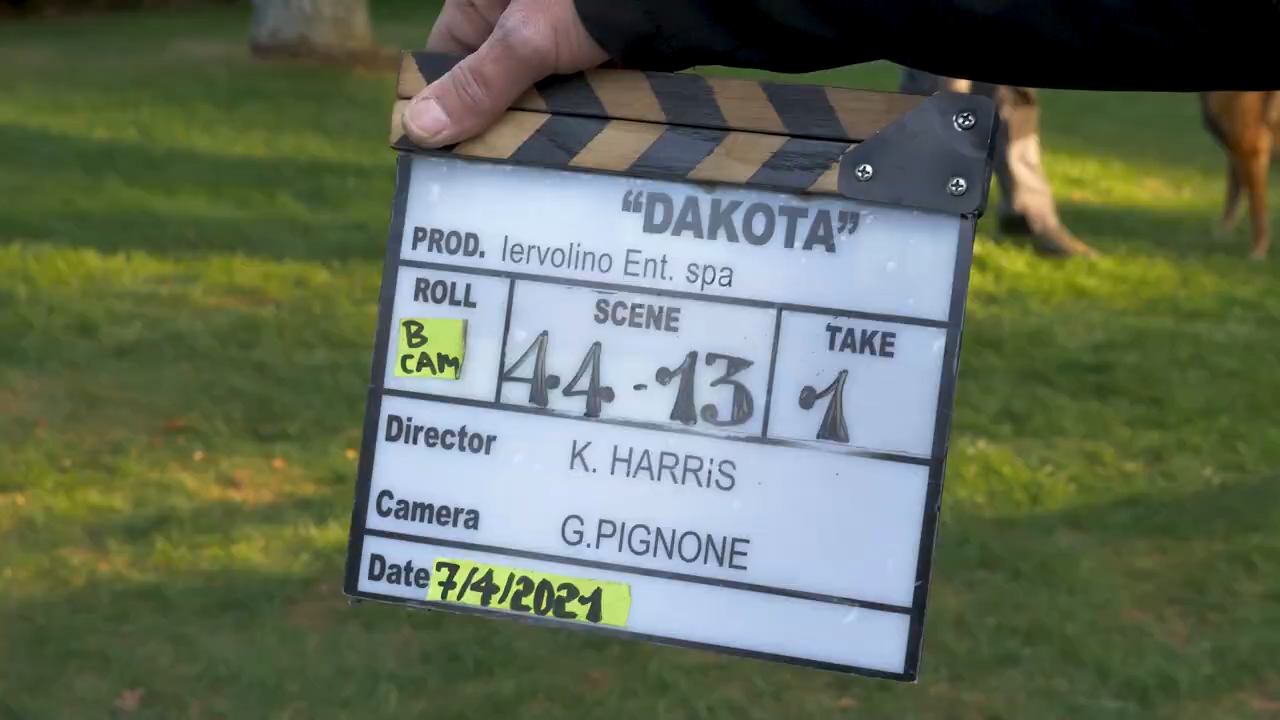 “DAKOTA”
PROD. Iervolino Ent. spa
ROLL SCENE TAKE
B
CAM
44-13 1
Director K. HARRiS
Camera G.PIGNONE
Date 7/4/2021